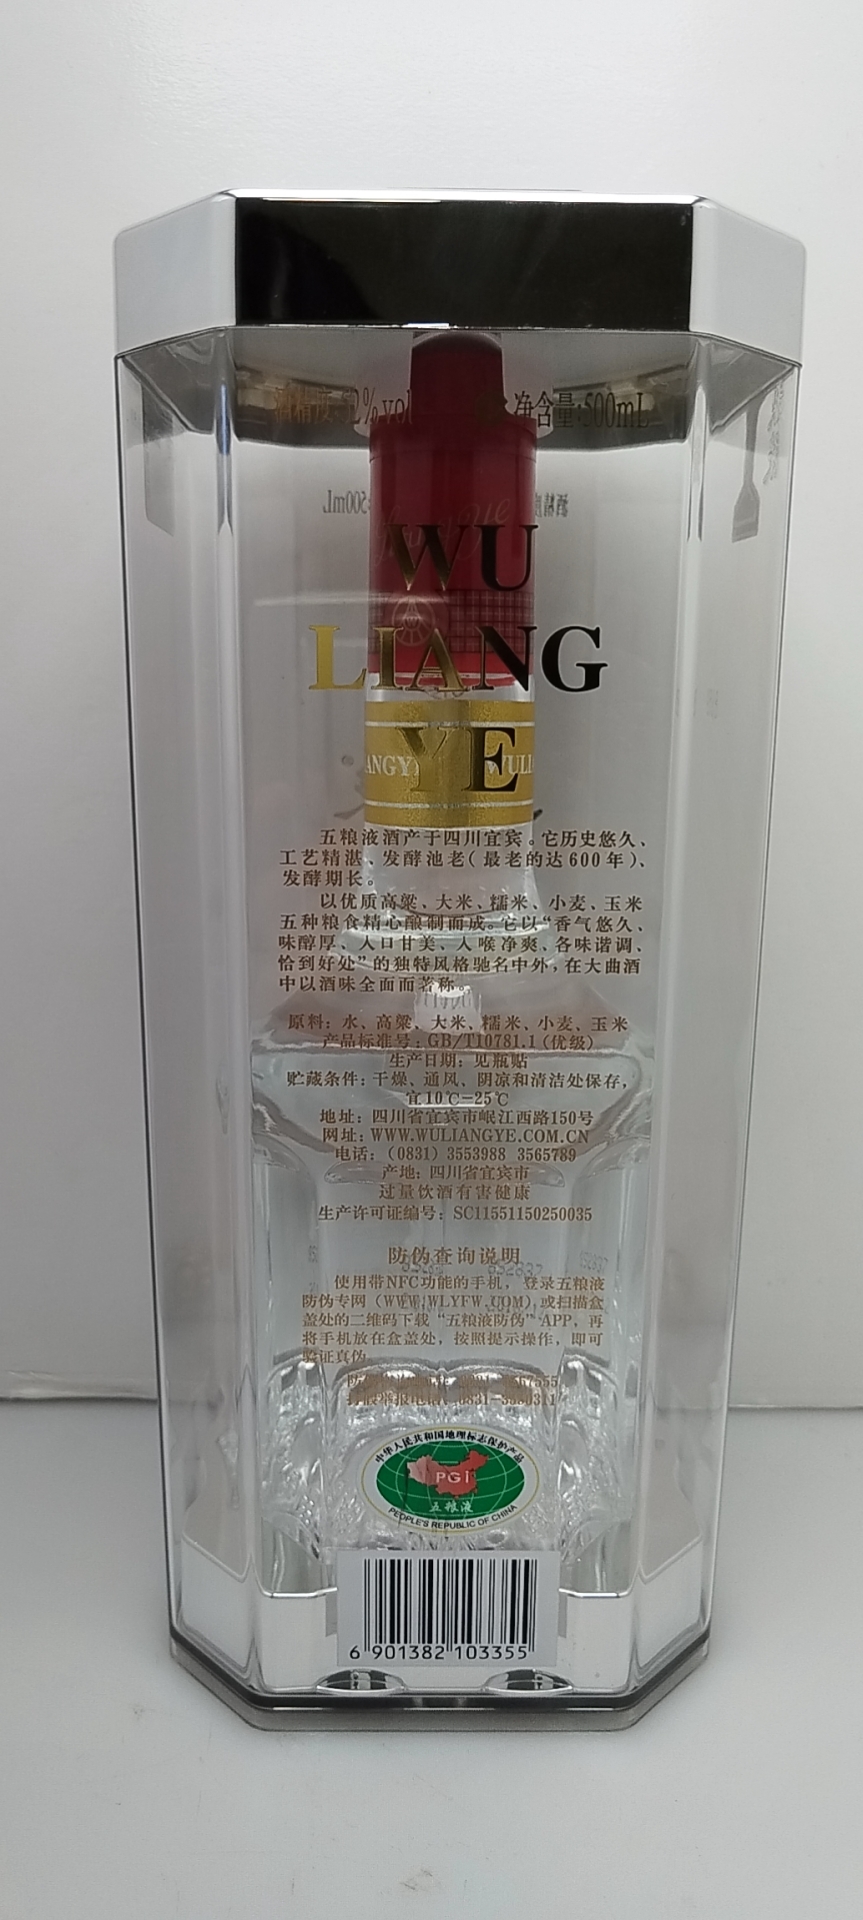 酒精度:52%vol 净含量:500mL
WU
LIANG
YE
五粮液酒产于四川宜宾。它历史悠久、
工艺精湛、发酵池老(最老的达600年)、
发酵期长。
以优质高粱、大米、糯米、小麦、玉米
五种粮食精心酿制而成。它以“香气悠久、
味醇厚、入口甘美、入喉净爽、各味谐调、
恰到好处”的独特风格驰名中外,在大曲酒
中以酒味全面而著称。
原料: 水、高粱、大米、糯米、小麦、玉米
产品标准号: GB/T10781.1 (优级)
生产日期: 见瓶贴
贮藏条件: 干燥、通风、阴凉和清洁处保存,
宜10℃-25℃
地址: 四川省宜宾市岷江西路150号
网址: WWW.WULIANGYE.COM.CN
电话: (0831) 3553988 3565789
产地: 四川省宜宾市
过量饮酒有害健康
生产许可证编号: SC11551150250035
防伪查询说明
使用带NFC功能的手机, 登录五粮液
防伪专网 (WWW.WLYFW.COM) 或扫描盒
盖处的二维码下载“五粮液防伪”APP, 再
将手机放在盒盖处, 按照提示操作, 即可
验证真伪
打假举报电话
中华人民共和国地理标志保护产品
PGI
五粮液
PEOPLE'S REPUBLIC OF CHINA
6 901382 103355